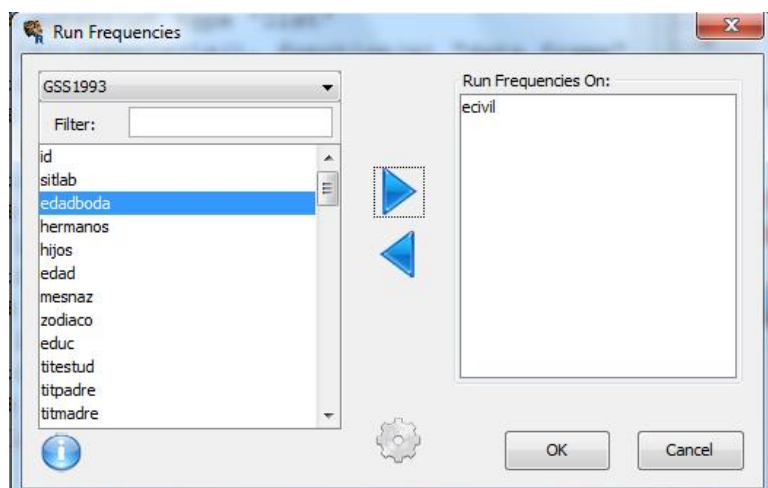 Run Frequencies
GSS1993
Filter:
id
sitlab
edadboda
hermanos
hijos
edad
mesnaz
zodiaco
educ
titestud
titpadre
titmadre
Run Frequencies On:
ecivil
OK
Cancel